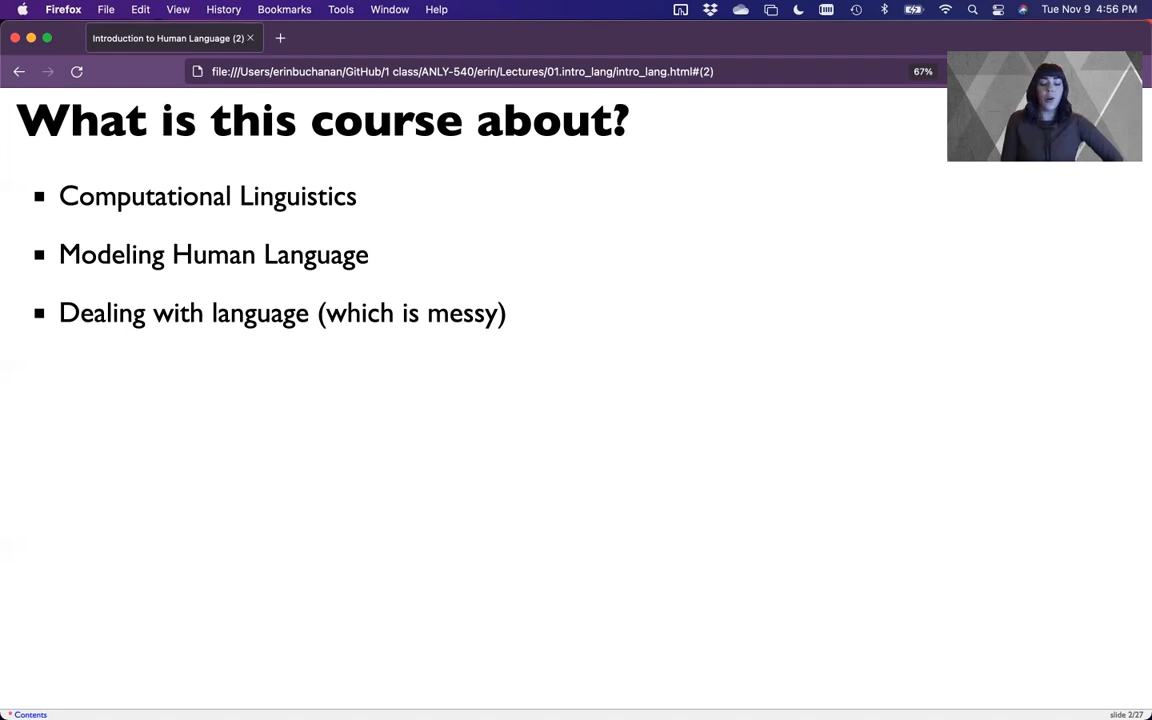 Firefox File Edit View History Bookmarks Tools Window Help Tue Nov 9 4:56 PM
Introduction to Human Language (2)
file:///Users/erinbuchanan/GitHub/1 class/ANLY-540/erin/Lectures/01.intro_lang/intro_lang.html#(2) 67%
What is this course about?
Computational Linguistics
Modeling Human Language
Dealing with language (which is messy)
* Contents slide 2/27